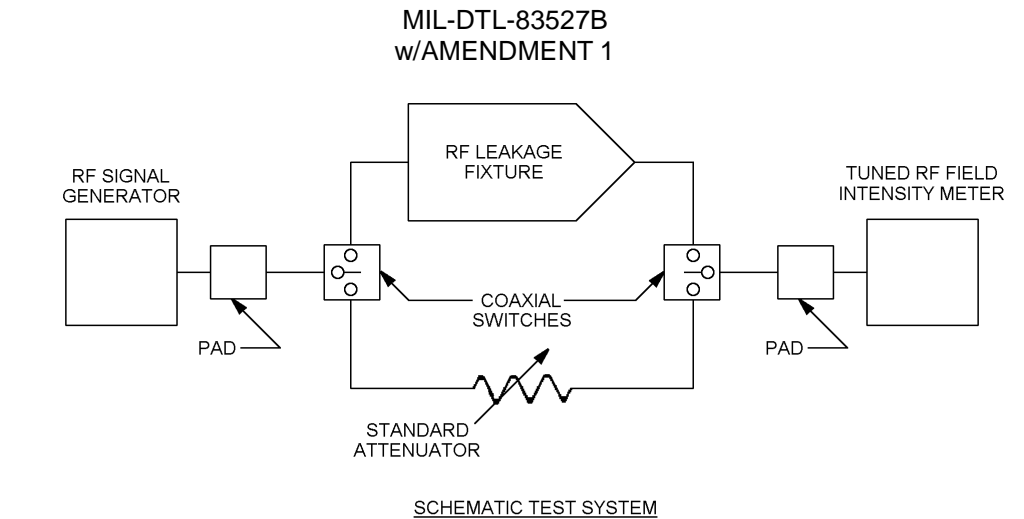 MIL-DTL-83527B
w/AMENDMENT 1
RF LEAKAGE
FIXTURE
RF SIGNAL
GENERATOR
TUNED RF FIELD
INTENSITY METER
COAXIAL
SWITCHES
PAD
PAD
STANDARD
ATTENUATOR
SCHEMATIC TEST SYSTEM